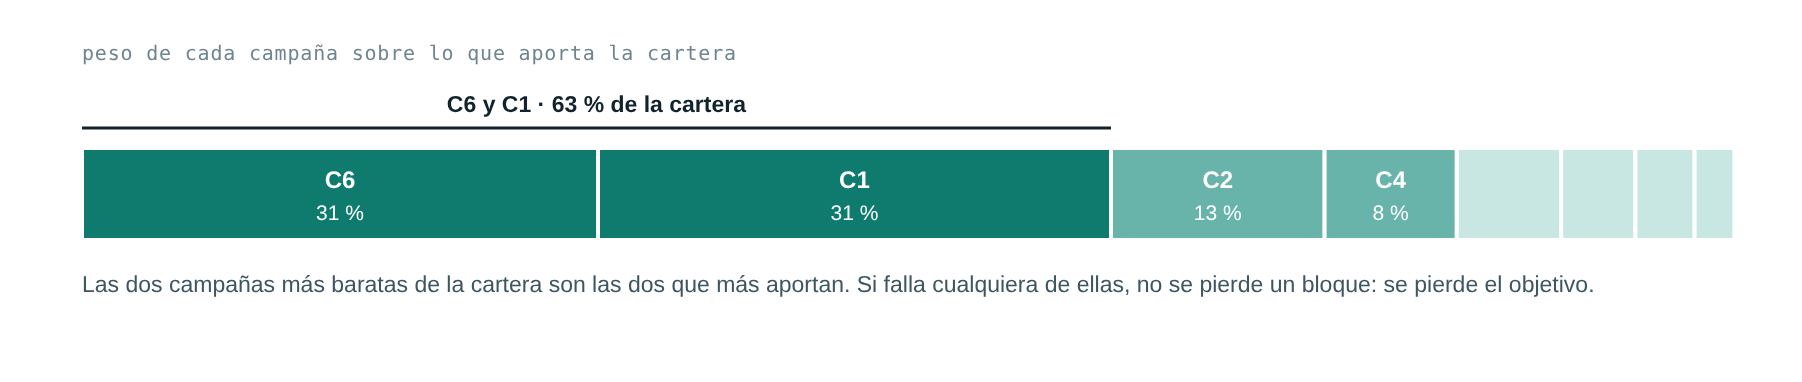 peso de cada campaña sobre lo que aporta la cartera
C6 y C1 · 63 % de la cartera
C6
31 %
C1
31 %
C2
13 %
C4
8 %
Las dos campañas más baratas de la cartera son las dos que más aportan. Si falla cualquiera de ellas, no se pierde un bloque: se pierde el objetivo.